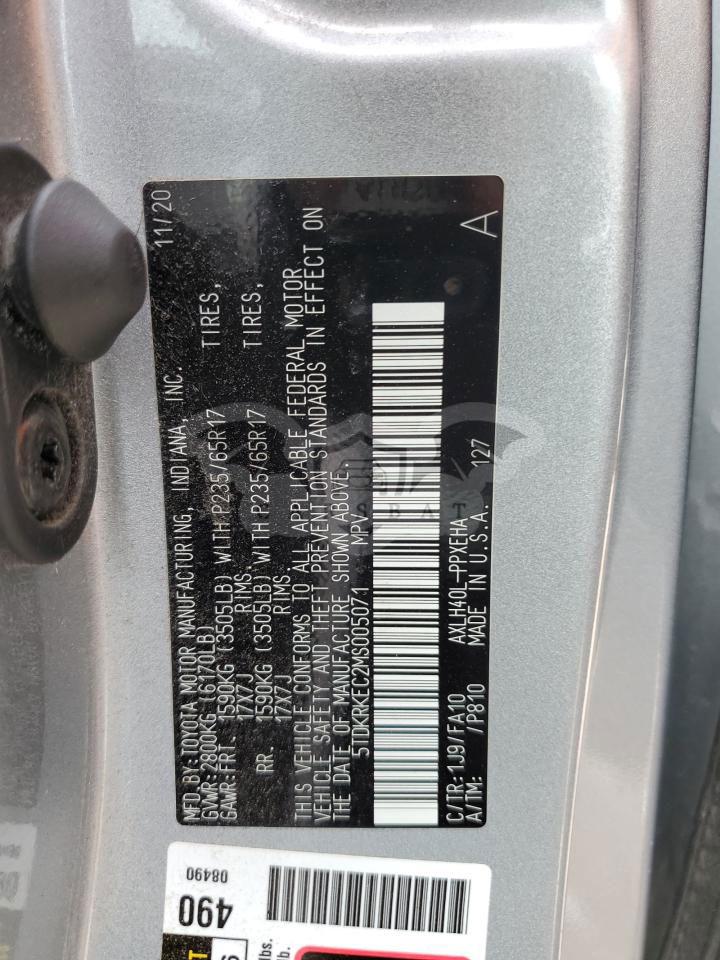 MFD.BY:TOYOTA MOTOR MANUFACTURING, INDIANA, INC. 11/20
GVWR:2800KG (6170LB)
GAWR:FRT. 1590KG (3505LB) WITH P235/65R17 TIRES,
17X7J RIMS.
RR. 1590KG (3505LB) WITH P235/65R17 TIRES,
17X7J RIMS.
THIS VEHICLE CONFORMS TO ALL APPLICABLE FEDERAL MOTOR
VEHICLE SAFETY AND THEFT PREVENTION STANDARDS IN EFFECT ON
THE DATE OF MANUFACTURE SHOWN ABOVE.
5TDKRKEC2MS005071 MPV
C/TR:1J9/FA10 AXLH40L-PPXEHA
A/TM: /P810 MADE IN U.S.A. 127 A
490 08490
lbs.
lb.